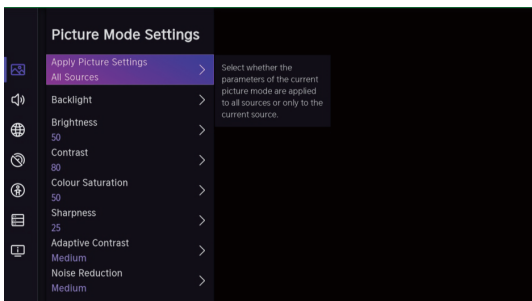 Picture Mode Settings
Apply Picture Settings
All Sources
Select whether the
parameters of the current
picture mode are applied
to all sources or only to the
current source.
Backlight
Brightness
50
Contrast
80
Colour Saturation
50
Sharpness
25
Adaptive Contrast
Medium
Noise Reduction
Medium